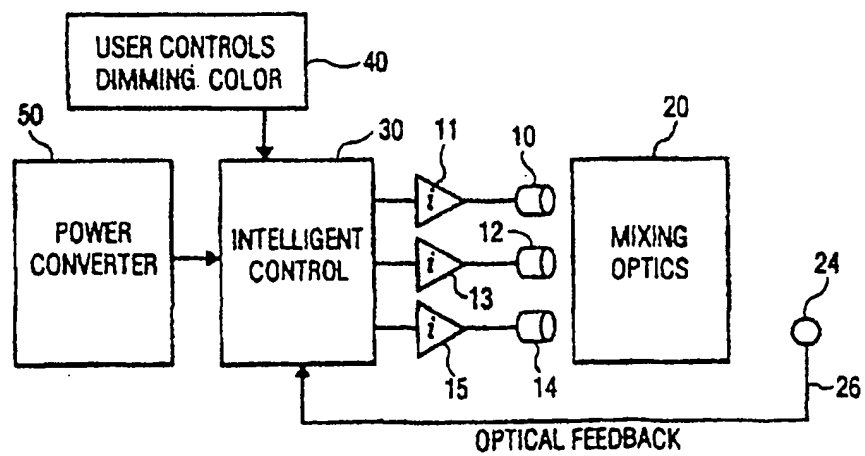 USER CONTROLS
DIMMING. COLOR
40
50
30
11
10
20
POWER
CONVERTER
INTELLIGENT
CONTROL
i
i
i
12
13
15
14
MIXING
OPTICS
24
26
OPTICAL FEEDBACK